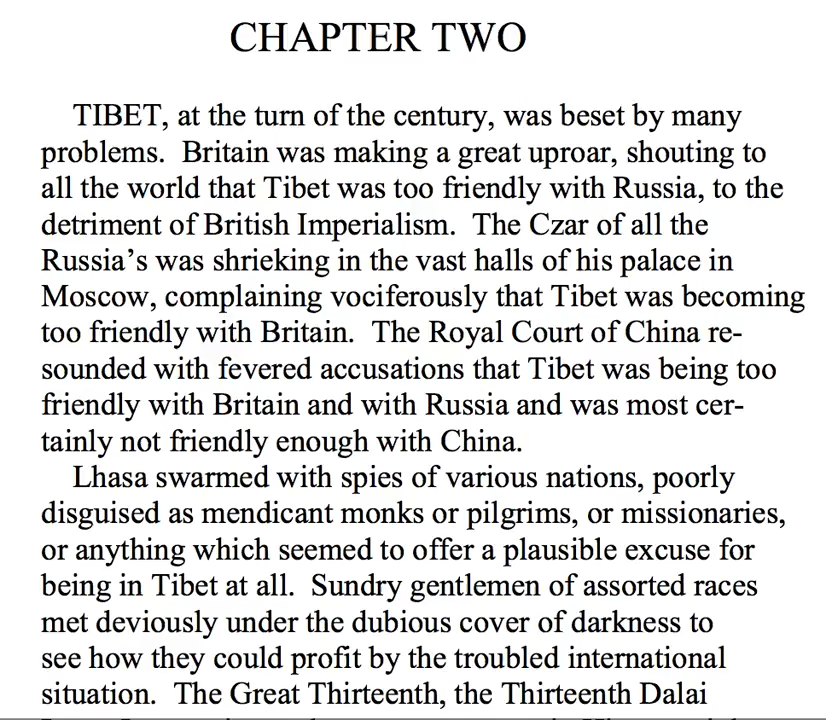 CHAPTER TWO
TIBET, at the turn of the century, was beset by many
problems. Britain was making a great uproar, shouting to
all the world that Tibet was too friendly with Russia, to the
detriment of British Imperialism. The Czar of all the
Russia's was shrieking in the vast halls of his palace in
Moscow, complaining vociferously that Tibet was becoming
too friendly with Britain. The Royal Court of China re-
sounded with fevered accusations that Tibet was being too
friendly with Britain and with Russia and was most cer-
tainly not friendly enough with China.
Lhasa swarmed with spies of various nations, poorly
disguised as mendicant monks or pilgrims, or missionaries,
or anything which seemed to offer a plausible excuse for
being in Tibet at all. Sundry gentlemen of assorted races
met deviously under the dubious cover of darkness to
see how they could profit by the troubled international
situation. The Great Thirteenth, the Thirteenth Dalai